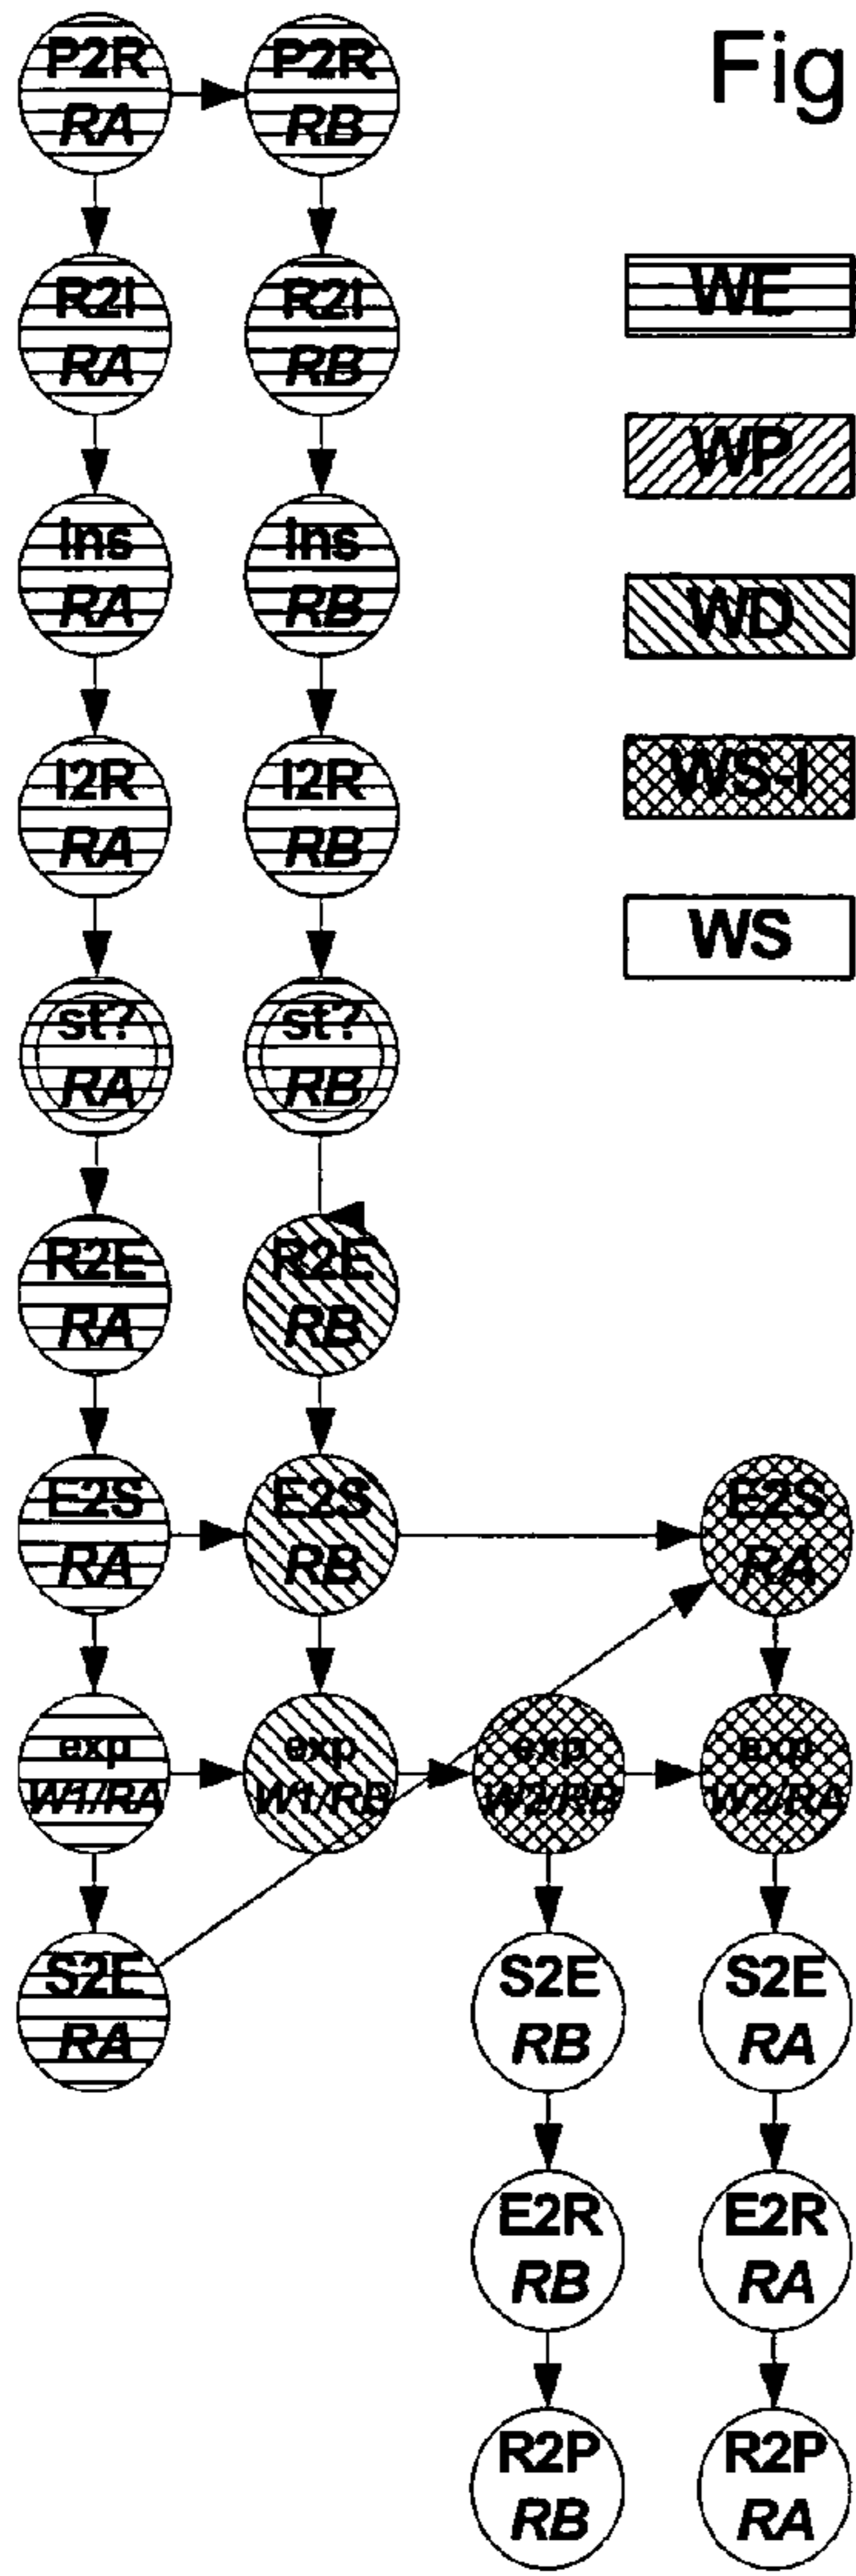 P2R P2R Fig
RA RB
R2I R2I WE
RA RB
WP
Ins Ins
RA RB WD
I2R I2R WS-I
RA RB
WS
st? st?
RA RB
R2E R2E
RA RB
E2S E2S E2S
RA RB RA
exp exp exp exp
W1/RA W1/RB W2/RB W2/RA
S2E S2E S2E
RA RB RA
E2R E2R
RB RA
R2P R2P
RB RA